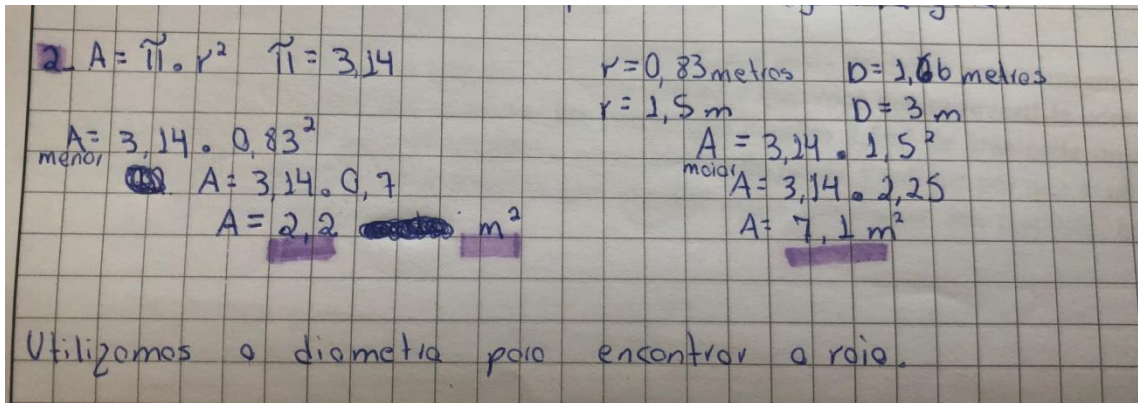 2 A = π . r² π = 3,14
r = 0,83 metros D = 1,66 metros
r = 1,5 m D = 3 m
A menor = 3,14 . 0,83²
A = 3,14 . 0,7
A = 2,2 m²
A maior = 3,14 . 1,5²
A = 3,14 . 2,25
A = 7,1 m²
Utilizamos o diametro para encontrar o raio.